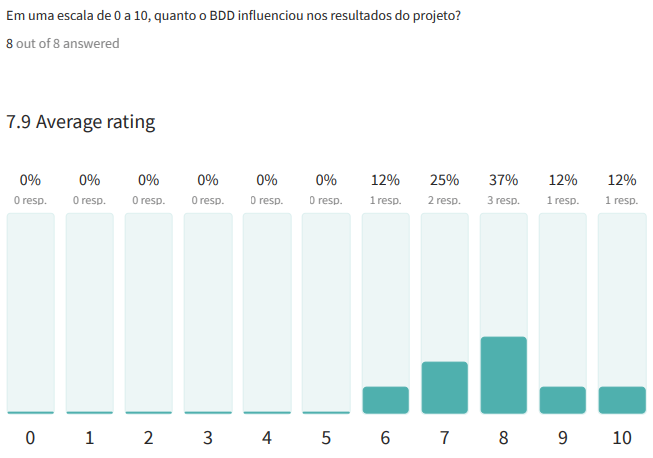 Em uma escala de 0 a 10, quanto o BDD influenciou nos resultados do projeto?
8 out of 8 answered
7.9 Average rating
0% 0% 0% 0% 0% 0% 12% 25% 37% 12% 12%
0 resp. 0 resp. 0 resp. 0 resp. 0 resp. 0 resp. 1 resp. 2 resp. 3 resp. 1 resp. 1 resp.
0 1 2 3 4 5 6 7 8 9 10